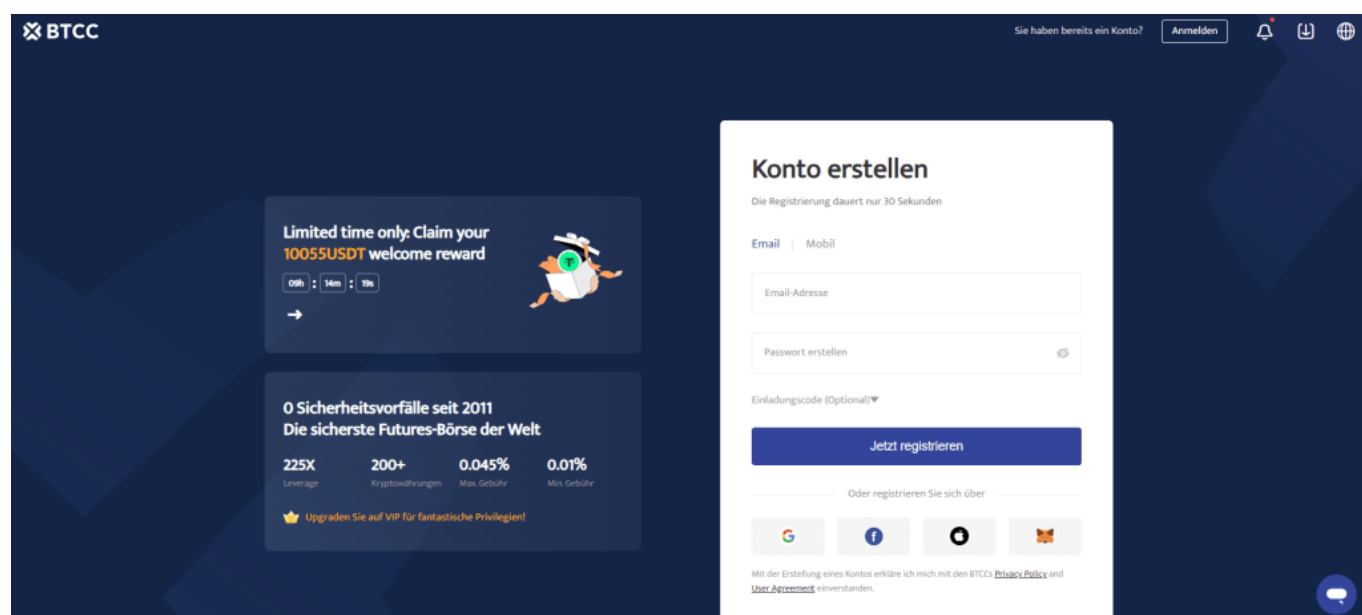 BTCC
Sie haben bereits ein Konto?
Anmelden
Limited time only: Claim your
10055USDT welcome reward
09h : 14m : 19s
0 Sicherheitsvorfälle seit 2011
Die sicherste Futures-Börse der Welt
225X 200+ 0.045% 0.01%
Leverage Kryptowährungen Max. Gebühr Min. Gebühr
Upgraden Sie auf VIP für fantastische Privilegien!
Konto erstellen
Die Registrierung dauert nur 30 Sekunden
Email | Mobil
Email-Adresse
Passwort erstellen
Einladungscode (Optional)
Jetzt registrieren
Oder registrieren Sie sich über
Mit der Erstellung eines Kontos erkläre ich mich mit den BTCCs Privacy Policy and
User Agreement einverstanden.